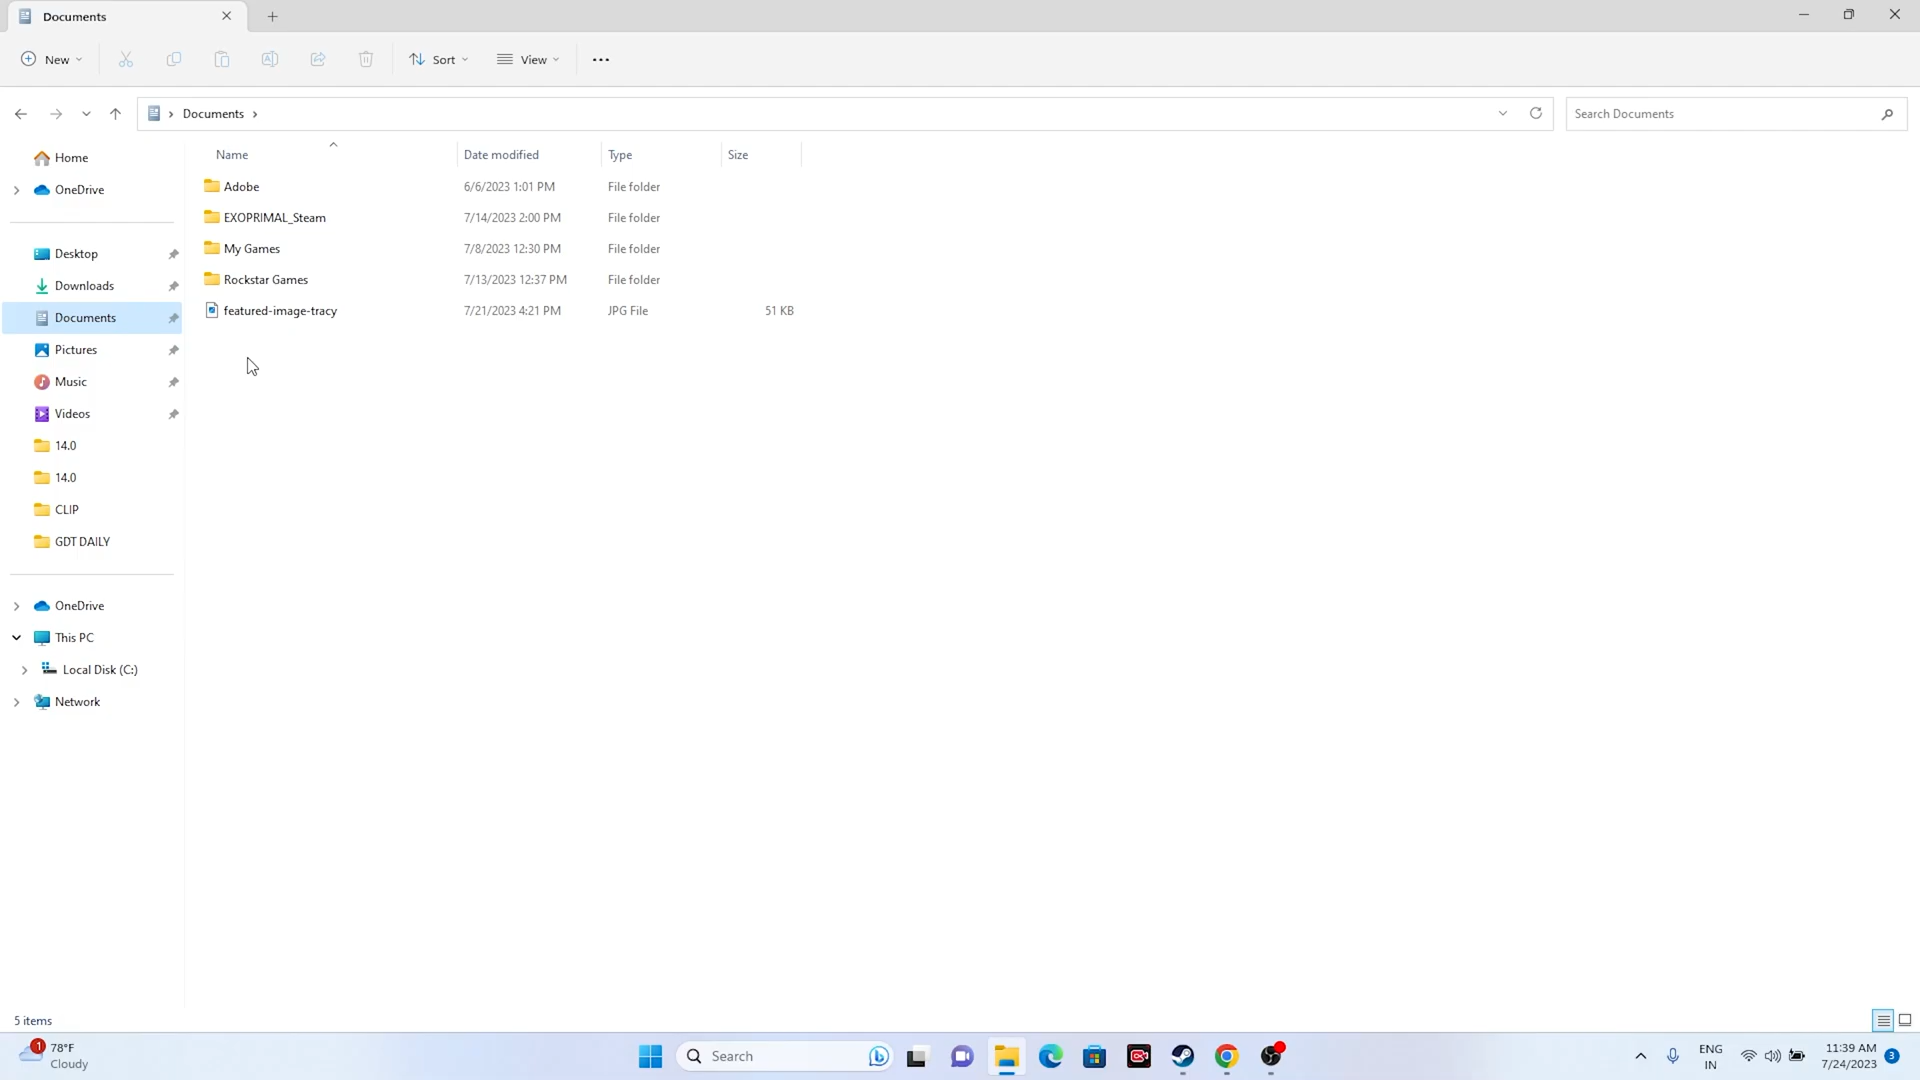 Documents
New
Sort
View
Documents
Search Documents
Name Date modified Type Size
Home
OneDrive
Desktop
Downloads
Documents
Pictures
Music
Videos
14.0
14.0
CLIP
GDT DAILY
OneDrive
This PC
Local Disk (C:)
Network
Adobe 6/6/2023 1:01 PM File folder
EXOPRIMAL_Steam 7/14/2023 2:00 PM File folder
My Games 7/8/2023 12:30 PM File folder
Rockstar Games 7/13/2023 12:37 PM File folder
featured-image-tracy 7/21/2023 4:21 PM JPG File 51 KB
5 items
1
78°F
Cloudy
Search
ENG
IN
11:39 AM
7/24/2023
3